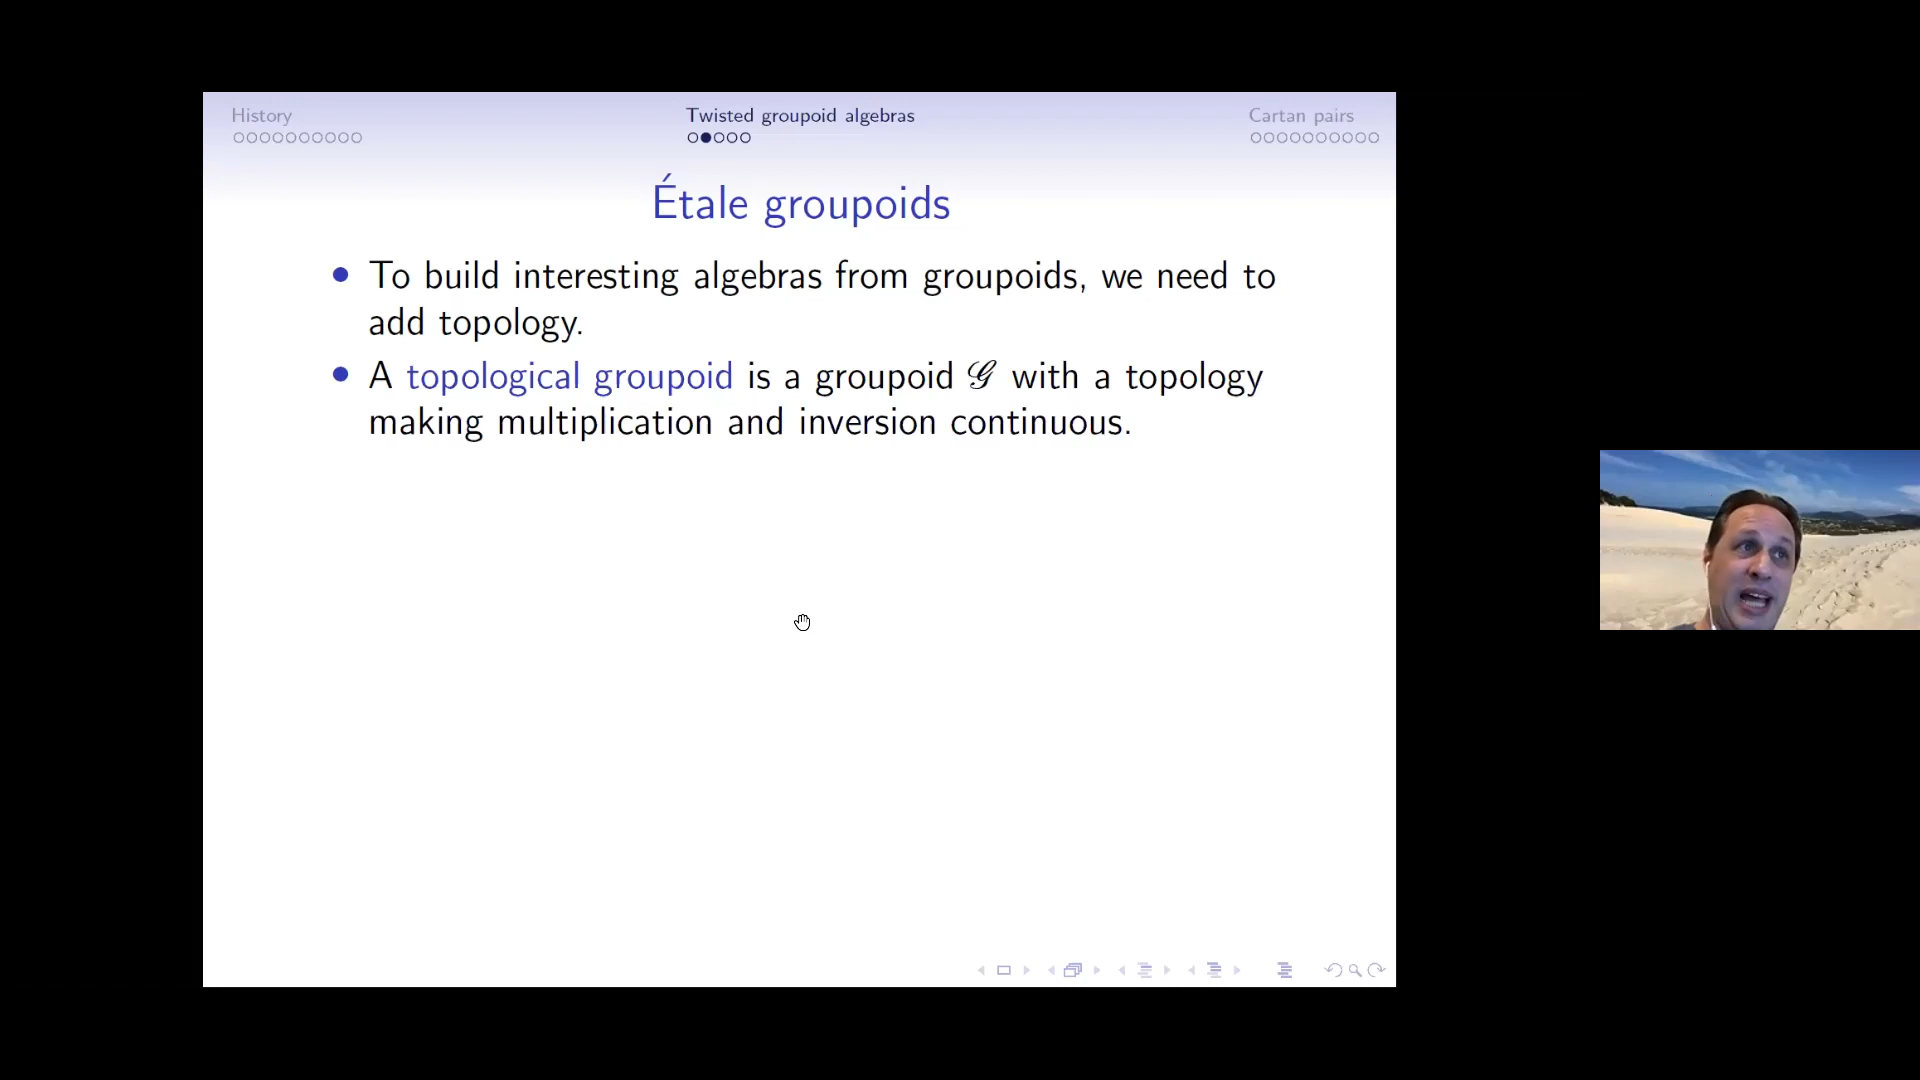 History
Twisted groupoid algebras
Cartan pairs
Étale groupoids
• To build interesting algebras from groupoids, we need to
add topology.
• A topological groupoid is a groupoid 𝒢 with a topology
making multiplication and inversion continuous.